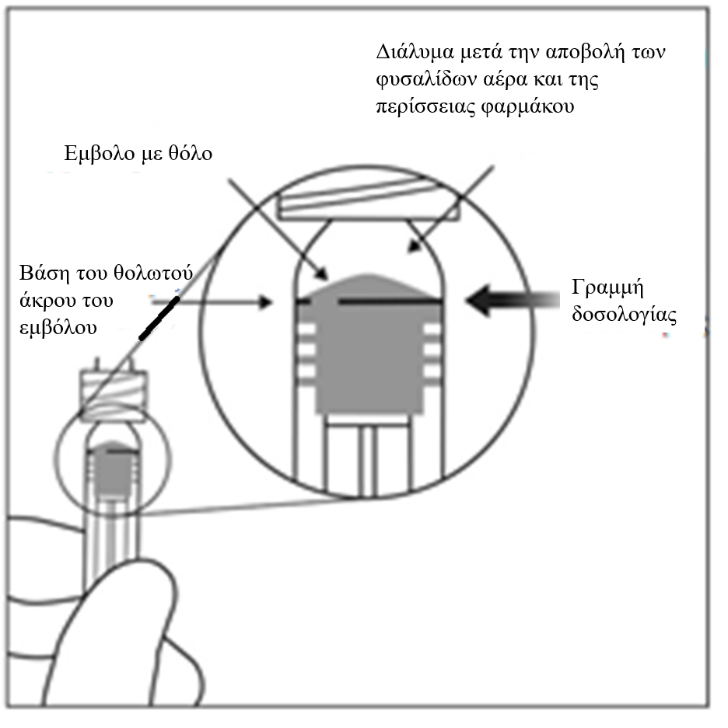 Διάλυμα μετά την αποβολή των
φυσαλίδων αέρα και της
περίσσειας φαρμάκου
Εμβολο με θόλο
Βάση του θολωτού
άκρου του
εμβόλου
Γραμμή
δοσολογίας